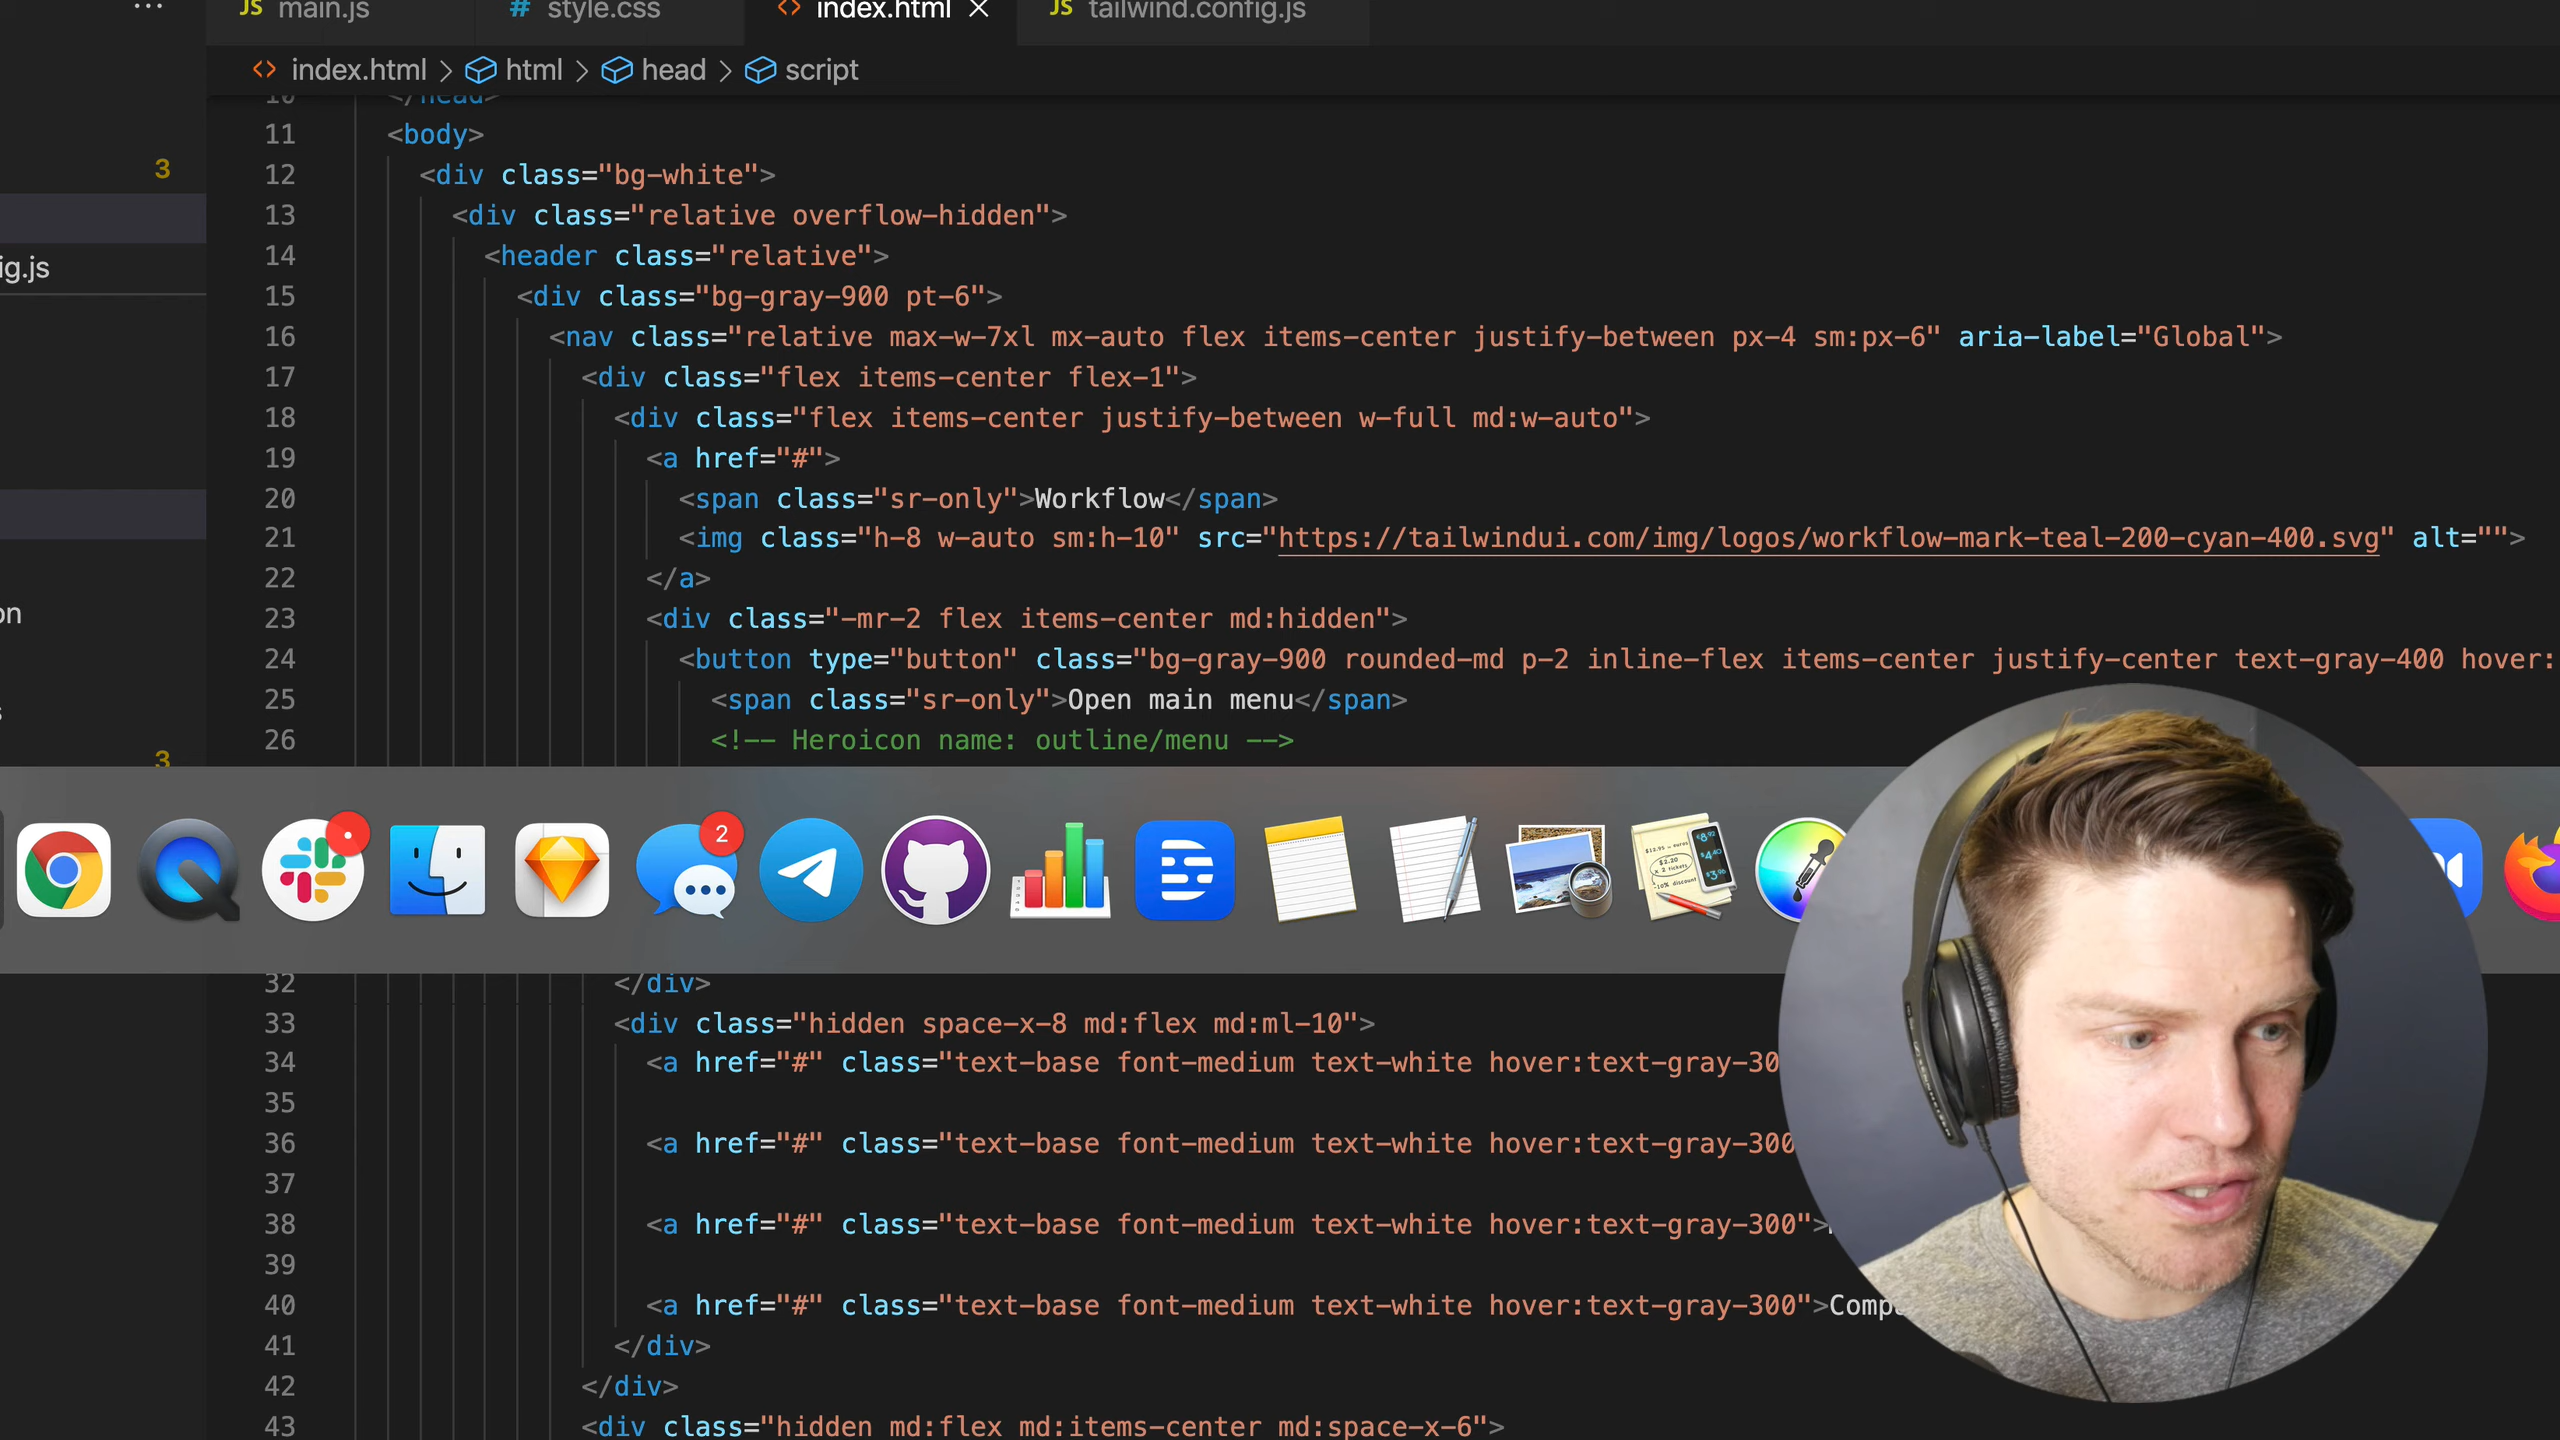 main.js
style.css
index.html
tailwind.config.js
index.html > html > head > script
10 </head>
11 <body>
3
12 <div class="bg-white">
13 <div class="relative overflow-hidden">
14 <header class="relative">
ig.js
15 <div class="bg-gray-900 pt-6">
16 <nav class="relative max-w-7xl mx-auto flex items-center justify-between px-4 sm:px-6" aria-label="Global">
17 <div class="flex items-center flex-1">
18 <div class="flex items-center justify-between w-full md:w-auto">
19 <a href="#">
20 <span class="sr-only">Workflow</span>
21 <img class="h-8 w-auto sm:h-10" src="https://tailwindui.com/img/logos/workflow-mark-teal-200-cyan-400.svg" alt="">
22 </a>
on
23 <div class="-mr-2 flex items-center md:hidden">
24 <button type="button" class="bg-gray-900 rounded-md p-2 inline-flex items-center justify-center text-gray-400 hover:
25 <span class="sr-only">Open main menu</span>
26 <!-- Heroicon name: outline/menu -->
3
2
32 </div>
33 <div class="hidden space-x-8 md:flex md:ml-10">
34 <a href="#" class="text-base font-medium text-white hover:text-gray-30
35
36 <a href="#" class="text-base font-medium text-white hover:text-gray-300
37
38 <a href="#" class="text-base font-medium text-white hover:text-gray-300">
39
40 <a href="#" class="text-base font-medium text-white hover:text-gray-300">Comp
41 </div>
42 </div>
43 <div class="hidden md:flex md:items-center md:space-x-6">